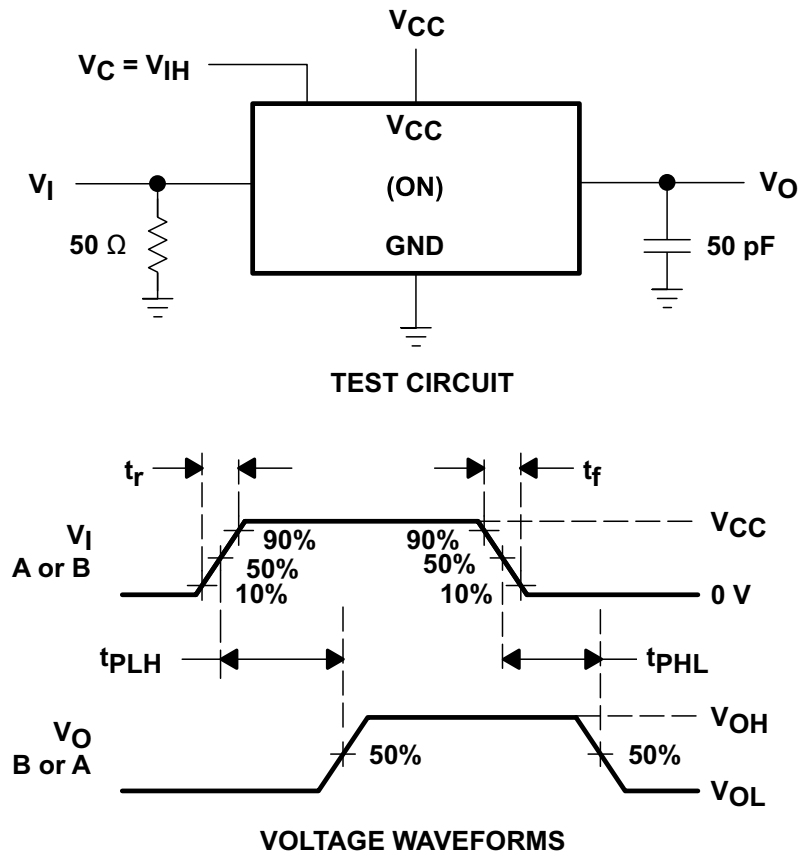 VCC
VC = VIH
VCC
VI
(ON)
VO
50 Ω
GND
50 pF
TEST CIRCUIT
tr
tf
VI
A or B
90%
90%
VCC
50%
50%
10%
10%
0 V
tPLH
tPHL
VO
B or A
VOH
50%
50%
VOL
VOLTAGE WAVEFORMS